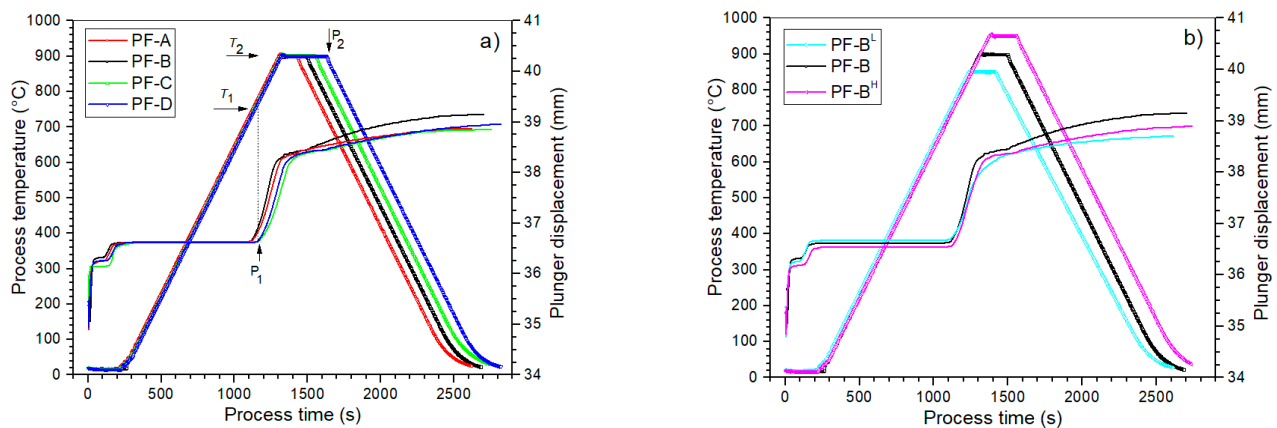 a)
PF-A
PF-B
PF-C
PF-D
T2
T1
P2
P1
1000
900
800
700
600
500
400
300
200
100
0
Process temperature (°C)
41
40
39
38
37
36
35
34
Plunger displacement (mm)
0
500
1000
1500
2000
2500
Process time (s)
b)
PF-B^L
PF-B
PF-B^H
1000
900
800
700
600
500
400
300
200
100
0
Process temperature (°C)
41
40
39
38
37
36
35
34
Plunger displacement (mm)
0
500
1000
1500
2000
2500
Process time (s)